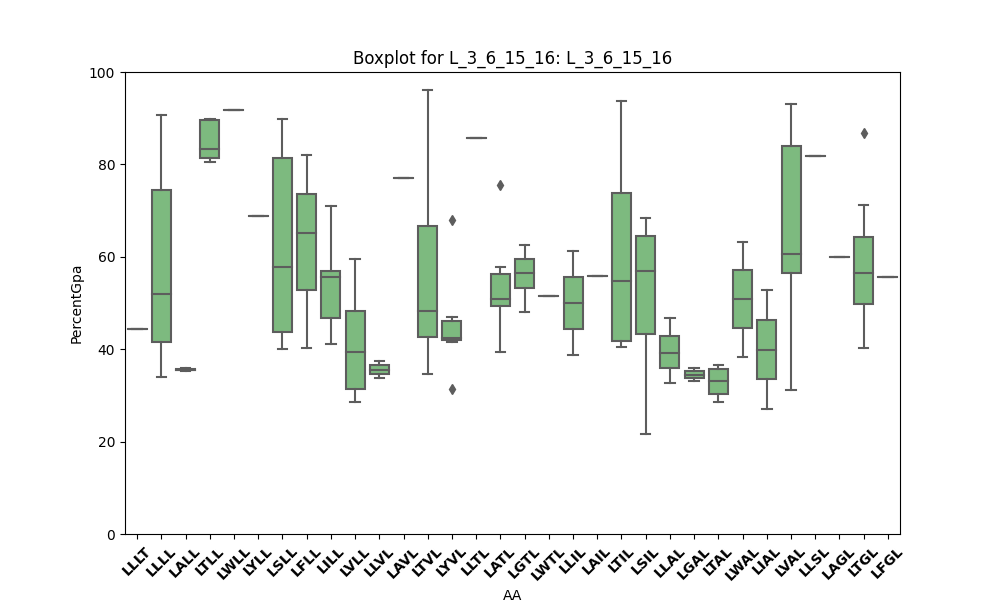 Boxplot for L_3_6_15_16: L_3_6_15_16
100
80
60
40
20
0
PercentGpa
LLLT LLLL LALL LTLL LWLL LYLL LSLL LFLL LILL LVLL LLVL LAVL LTVL LYVL LLTL LATL LGTL LWTL LLIL LAIL LTIL LSIL LLAL LGAL LTAL LWAL LIAL LVAL LLSL LAGL LTGL LFGL
AA